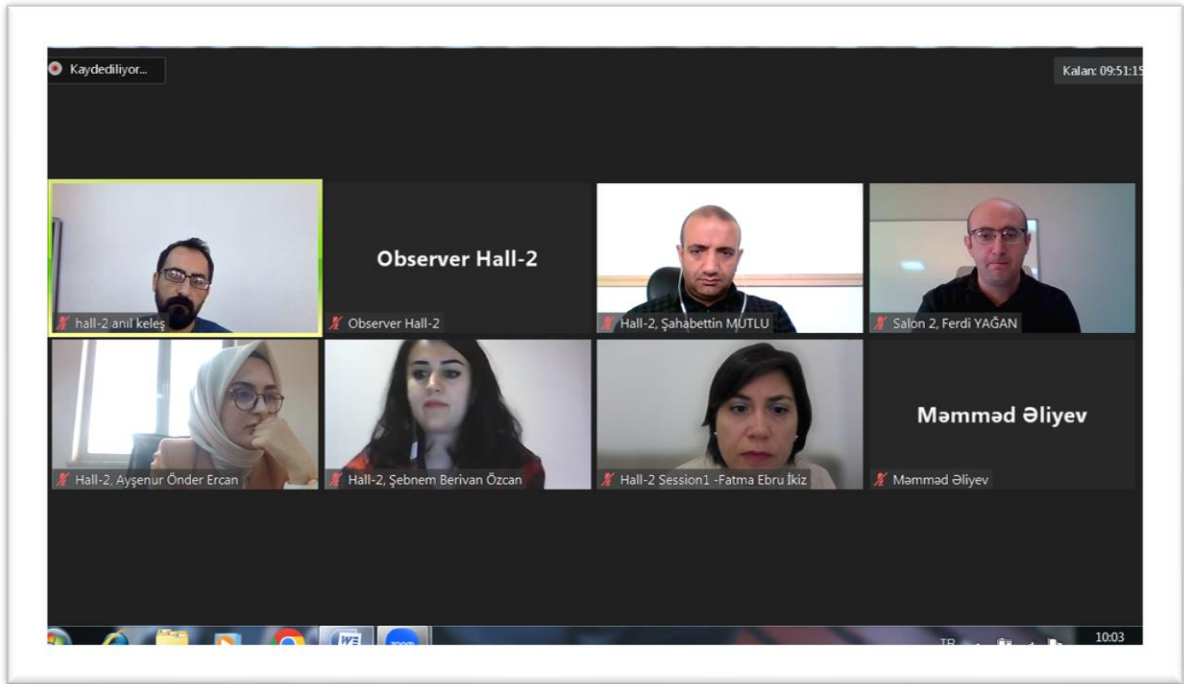 Kaydediliyor...
Kalan: 09:51:15
hall-2 anıl keleş
Observer Hall-2
Observer Hall-2
Hall-2, Şahabettin MUTLU
Salon 2, Ferdi YAĞAN
Hall-2, Ayşenur Önder Ercan
Hall-2, Şebnem Berivan Özcan
Hall-2 Session1 -Fatma Ebru İkiz
Məmməd Əliyev
Məmməd Əliyev
zoom
TR
10:03